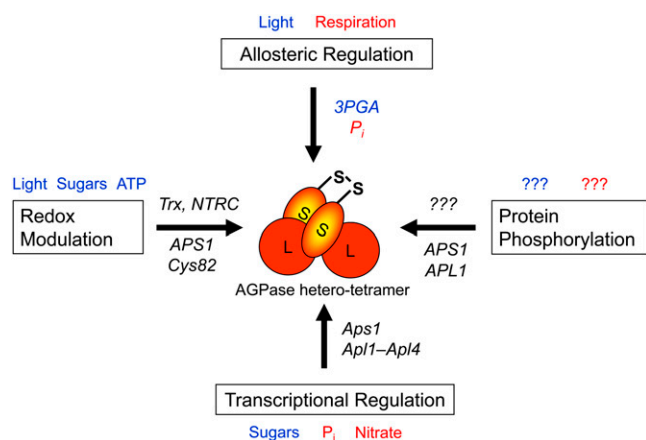 Light Respiration
Allosteric Regulation
3PGA
Pi
Light Sugars ATP
Redox
Modulation
Trx, NTRC
APS1
Cys82
S
S
S
S
L
L
AGPase hetero-tetramer
???
APS1
APL1
??? ???
Protein
Phosphorylation
Aps1
Apl1–Apl4
Transcriptional Regulation
Sugars Pi Nitrate